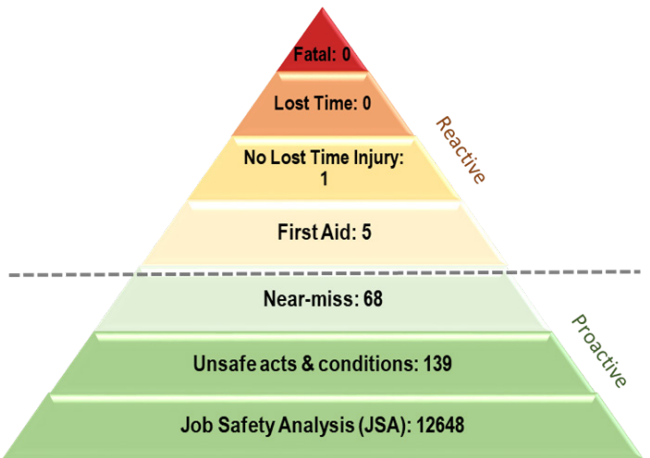 Fatal: 0
Lost Time: 0
No Lost Time Injury:
1
Reactive
First Aid: 5
Near-miss: 68
Proactive
Unsafe acts & conditions: 139
Job Safety Analysis (JSA): 12648